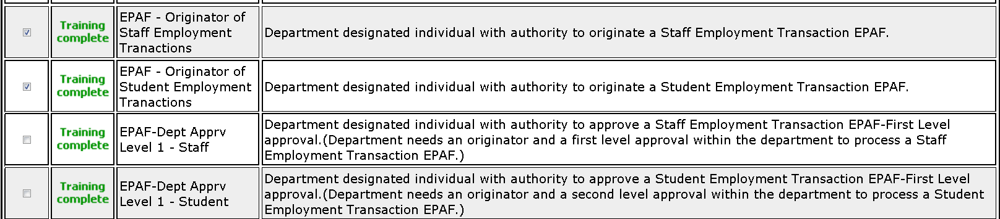 Training
complete
EPAF - Originator of
Staff Employment
Tranactions
Department designated individual with authority to originate a Staff Employment Transaction EPAF.
Training
complete
EPAF - Originator of
Student Employment
Tranactions
Department designated individual with authority to originate a Student Employment Transaction EPAF.
Training
complete
EPAF-Dept Apprv
Level 1 - Staff
Department designated individual with authority to approve a Staff Employment Transaction EPAF-First Level
approval.(Department needs an originator and a first level approval within the department to process a Staff
Employment Transaction EPAF.)
Training
complete
EPAF-Dept Apprv
Level 1 - Student
Department designated individual with authority to approve a Student Employment Transaction EPAF-First Level
approval.(Department needs an originator and a second level approval within the department to process a Student
Employment Transaction EPAF.)